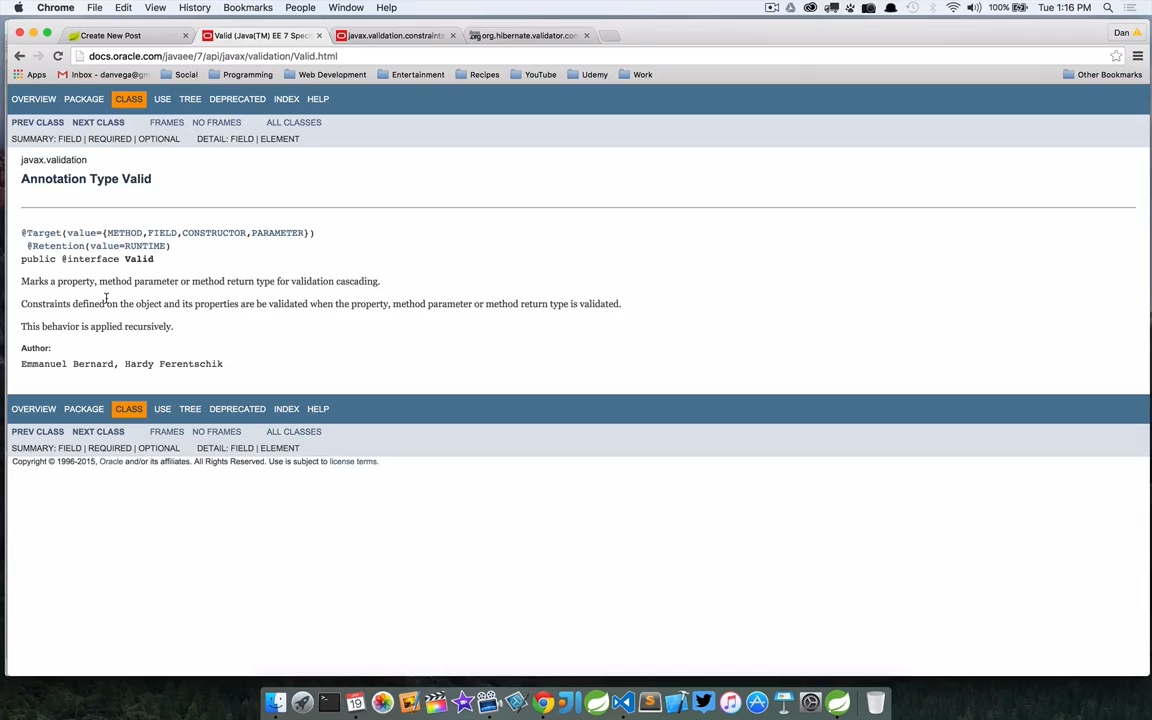 Chrome File Edit View History Bookmarks People Window Help 100% Tue 1:16 PM
Create New Post Valid (Java(TM) EE 7 Speci javax.validation.constraints org.hibernate.validator.con Dan
docs.oracle.com/javaee/7/api/javax/validation/Valid.html
Apps Inbox - danvega@gm Social Programming Web Development Entertainment Recipes YouTube Udemy Work Other Bookmarks
OVERVIEW PACKAGE CLASS USE TREE DEPRECATED INDEX HELP
PREV CLASS NEXT CLASS FRAMES NO FRAMES ALL CLASSES
SUMMARY: FIELD | REQUIRED | OPTIONAL DETAIL: FIELD | ELEMENT
javax.validation
Annotation Type Valid
@Target(value={METHOD,FIELD,CONSTRUCTOR,PARAMETER})
@Retention(value=RUNTIME)
public @interface Valid
Marks a property, method parameter or method return type for validation cascading.
Constraints defined on the object and its properties are be validated when the property, method parameter or method return type is validated.
This behavior is applied recursively.
Author:
Emmanuel Bernard, Hardy Ferentschik
OVERVIEW PACKAGE CLASS USE TREE DEPRECATED INDEX HELP
PREV CLASS NEXT CLASS FRAMES NO FRAMES ALL CLASSES
SUMMARY: FIELD | REQUIRED | OPTIONAL DETAIL: FIELD | ELEMENT
Copyright © 1996-2015, Oracle and/or its affiliates. All Rights Reserved. Use is subject to license terms.
19